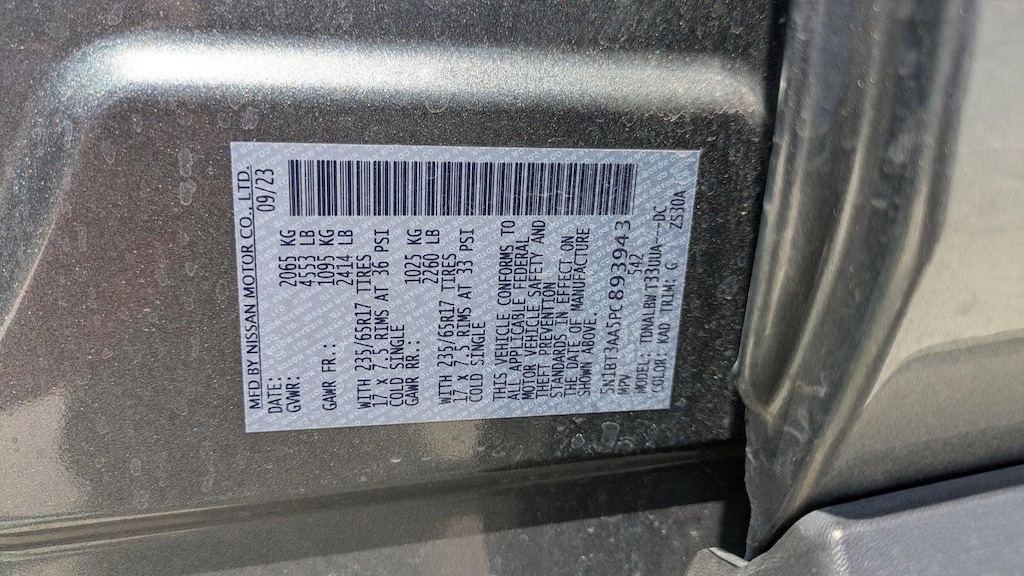 MFD BY NISSAN MOTOR CO., LTD.
DATE: 09/23
GVWR: 2065 KG
4553 LB
GAWR FR.: 1095 KG
2414 LB
WITH 235/65R17 TIRES
17 X 7.5 RIMS AT 36 PSI
COLD SINGLE
GAWR RR.: 1025 KG
2260 LB
WITH 235/65R17 TIRES
17 X 7.5 RIMS AT 33 PSI
COLD SINGLE
THIS VEHICLE CONFORMS TO
ALL APPLICABLE FEDERAL
MOTOR VEHICLE SAFETY AND
THEFT PREVENTION
STANDARDS IN EFFECT ON
THE DATE OF MANUFACTURE
SHOWN ABOVE.
5N1BT3AA5PC893943
MPV 542
MODEL: TDNALBW T33UUA---DC
COLOR: KAD TRIM: G ZS10A